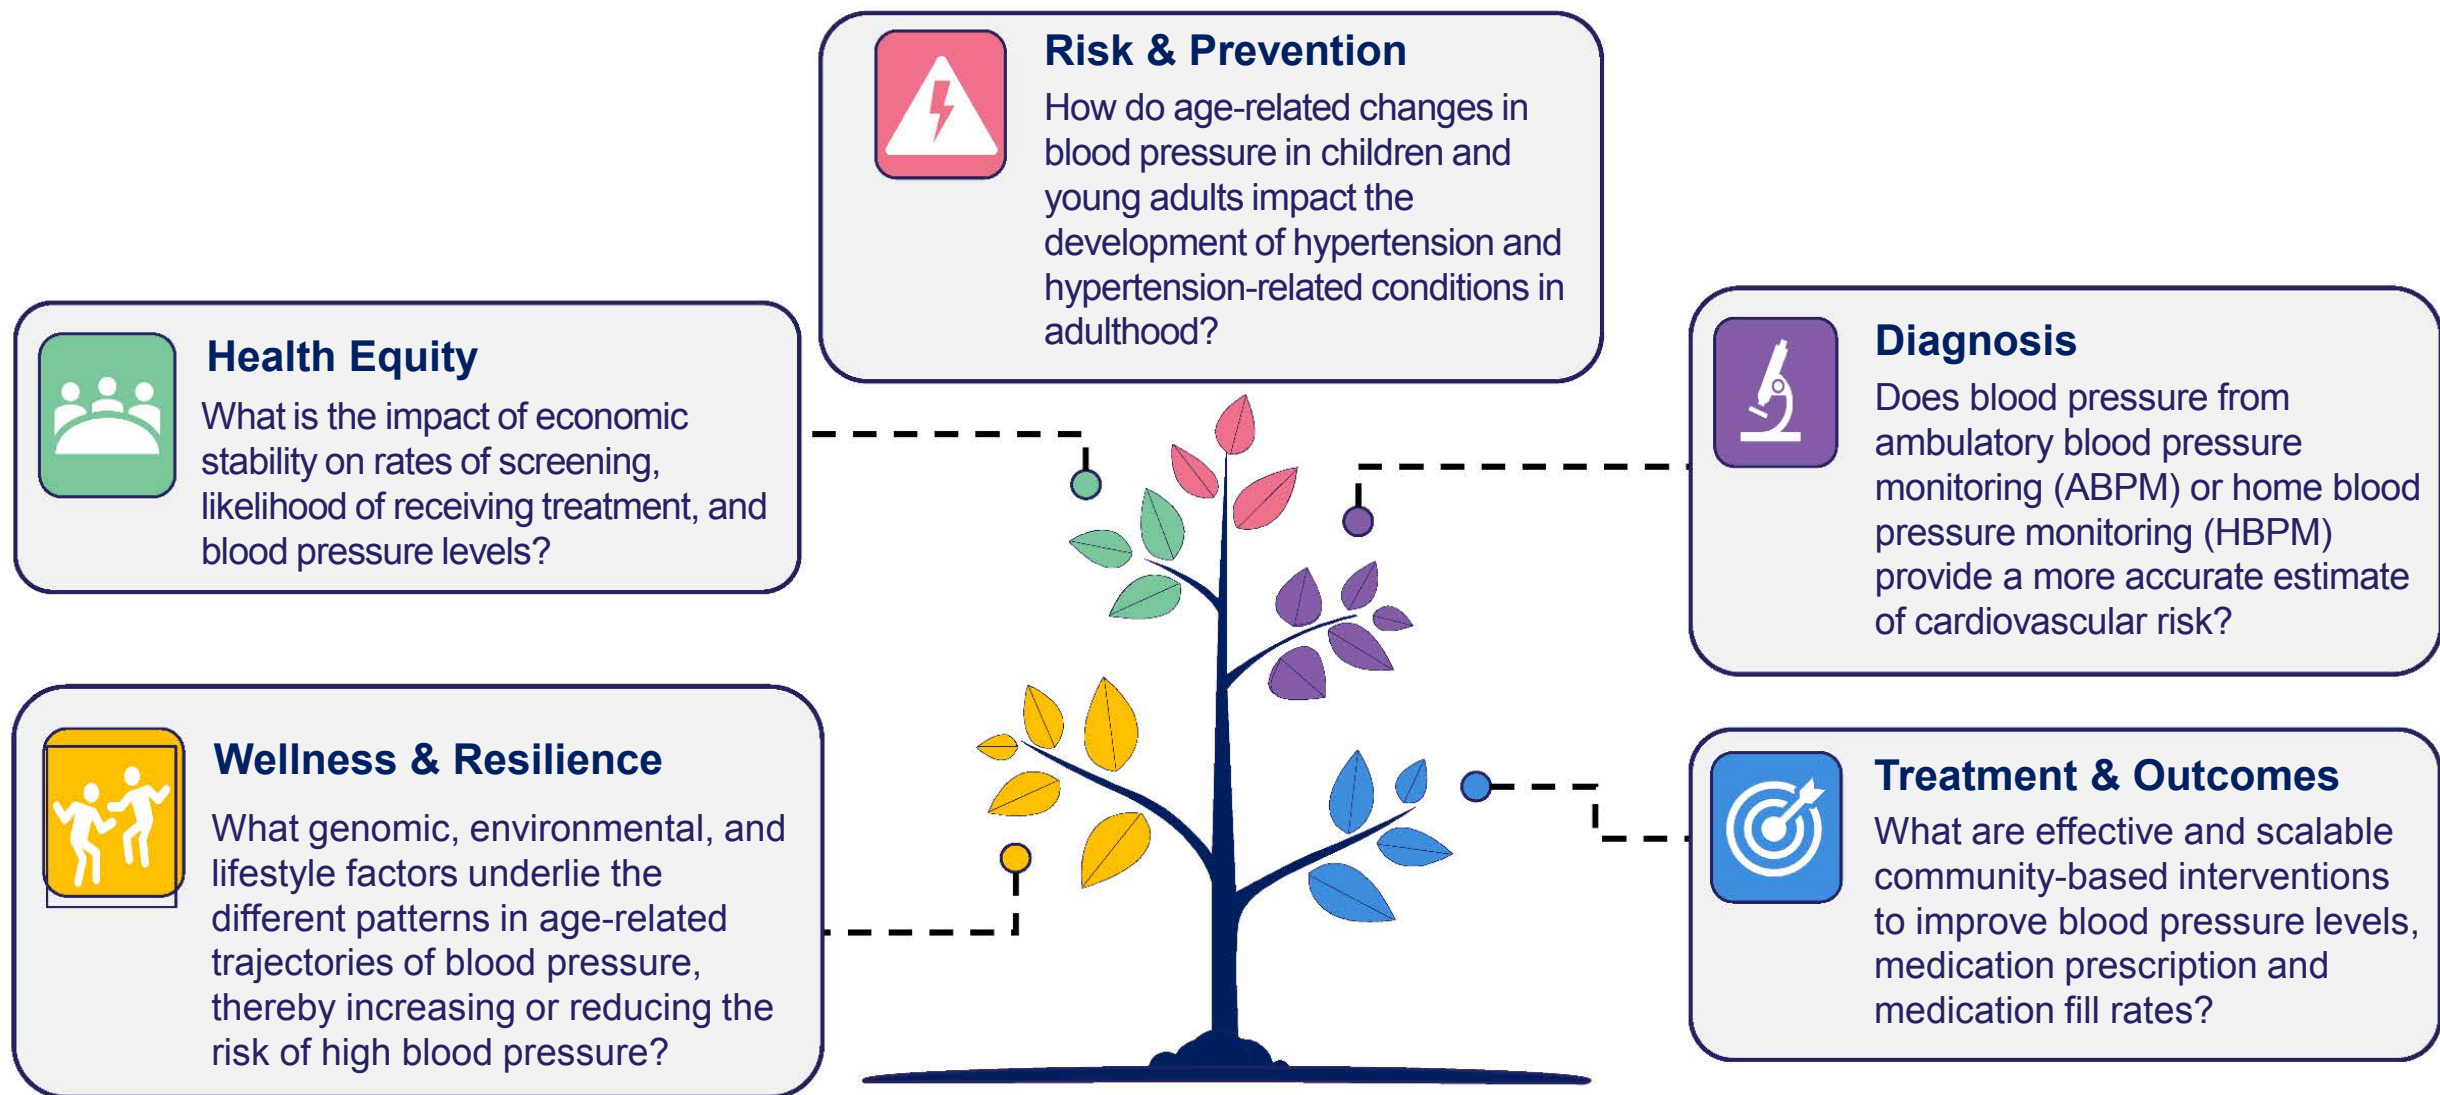 Risk & Prevention
How do age-related changes in
blood pressure in children and
young adults impact the
development of hypertension and
hypertension-related conditions in
adulthood?
Health Equity
What is the impact of economic
stability on rates of screening,
likelihood of receiving treatment, and
blood pressure levels?
Diagnosis
Does blood pressure from
ambulatory blood pressure
monitoring (ABPM) or home blood
pressure monitoring (HBPM)
provide a more accurate estimate
of cardiovascular risk?
Wellness & Resilience
What genomic, environmental, and
lifestyle factors underlie the
different patterns in age-related
trajectories of blood pressure,
thereby increasing or reducing the
risk of high blood pressure?
Treatment & Outcomes
What are effective and scalable
community-based interventions
to improve blood pressure levels,
medication prescription and
medication fill rates?